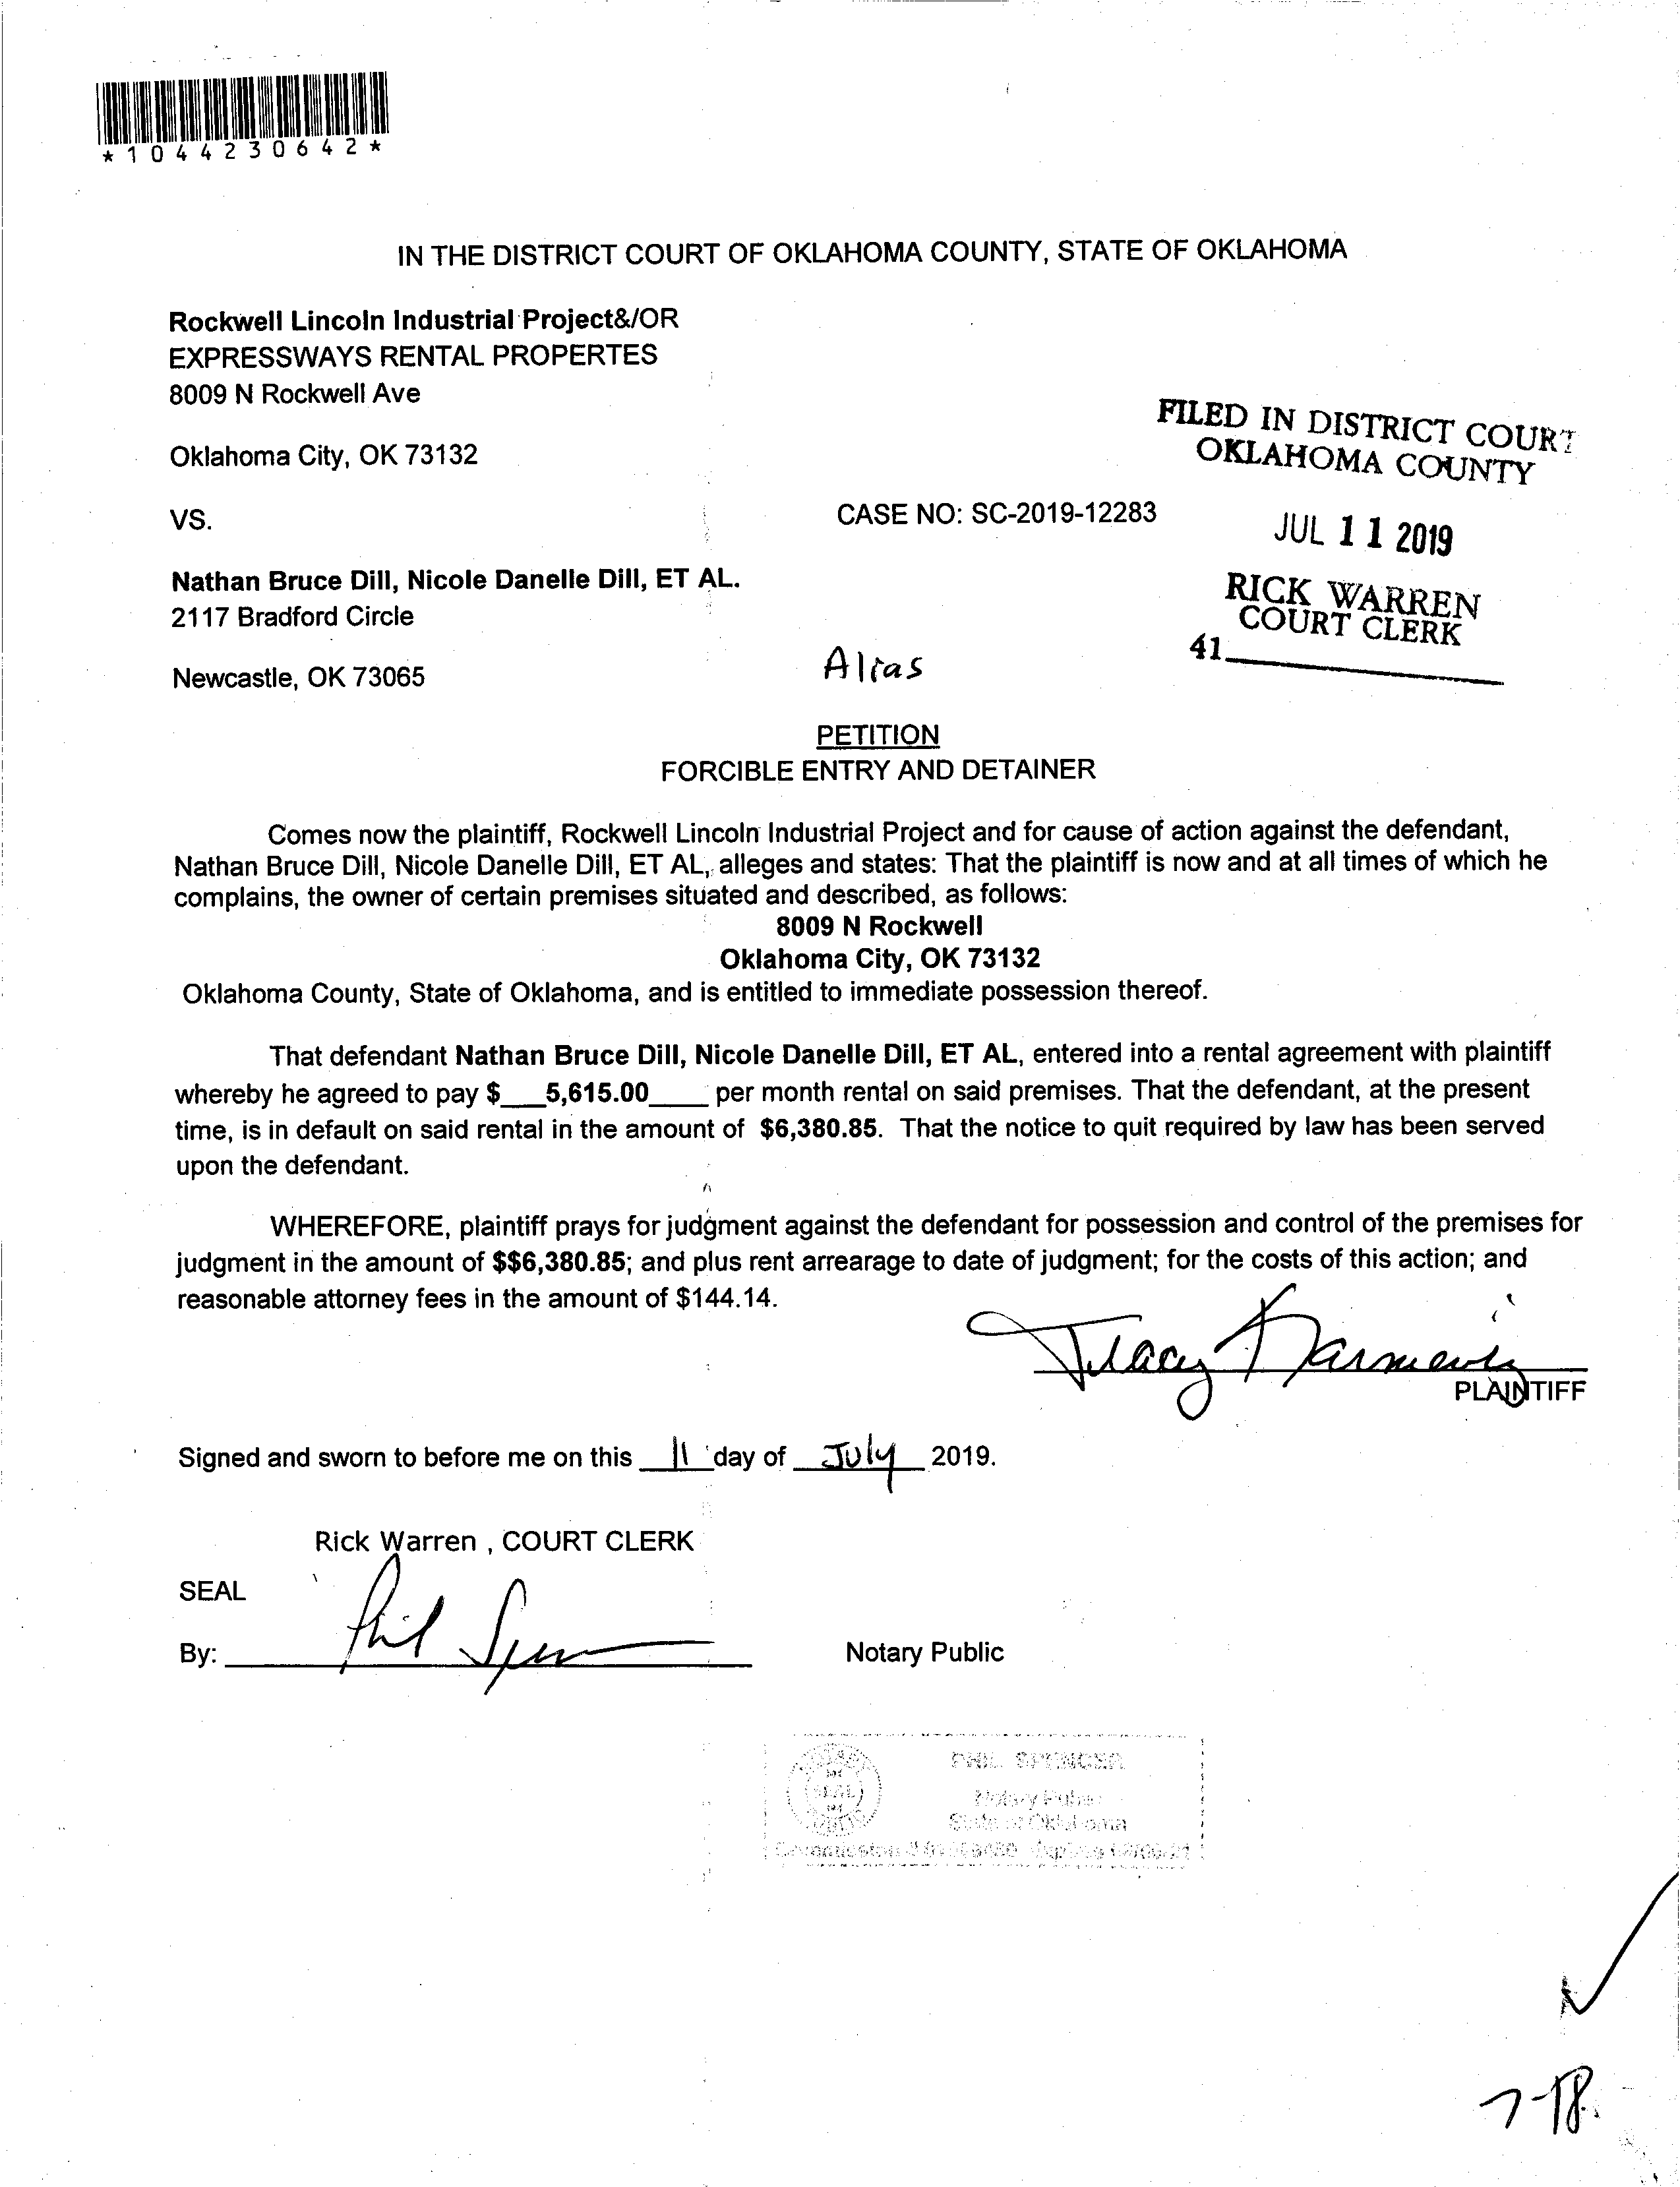 *1044230642*
IN THE DISTRICT COURT OF OKLAHOMA COUNTY, STATE OF OKLAHOMA
Rockwell Lincoln Industrial Project&/OR
EXPRESSWAYS RENTAL PROPERTES
8009 N Rockwell Ave
Oklahoma City, OK 73132
FILED IN DISTRICT COURT
OKLAHOMA COUNTY
VS.
CASE NO: SC-2019-12283
JUL 11 2019
Nathan Bruce Dill, Nicole Danelle Dill, ET AL.
2117 Bradford Circle
RICK WARREN
COURT CLERK
41
Newcastle, OK 73065
Alias
PETITION
FORCIBLE ENTRY AND DETAINER
Comes now the plaintiff, Rockwell Lincoln Industrial Project and for cause of action against the defendant,
Nathan Bruce Dill, Nicole Danelle Dill, ET AL, alleges and states: That the plaintiff is now and at all times of which he
complains, the owner of certain premises situated and described, as follows:
8009 N Rockwell
Oklahoma City, OK 73132
Oklahoma County, State of Oklahoma, and is entitled to immediate possession thereof.
That defendant Nathan Bruce Dill, Nicole Danelle Dill, ET AL, entered into a rental agreement with plaintiff
whereby he agreed to pay $___5,615.00____ per month rental on said premises. That the defendant, at the present
time, is in default on said rental in the amount of $6,380.85. That the notice to quit required by law has been served
upon the defendant.
WHEREFORE, plaintiff prays for judgment against the defendant for possession and control of the premises for
judgment in the amount of $$6,380.85; and plus rent arrearage to date of judgment; for the costs of this action; and
reasonable attorney fees in the amount of $144.14.
Tracy
PLAINTIFF
Signed and sworn to before me on this 11 day of July 2019.
Rick Warren , COURT CLERK
SEAL
By: Phil
Notary Public
PHIL SPENCER
Notary Public
State of Oklahoma
7-18